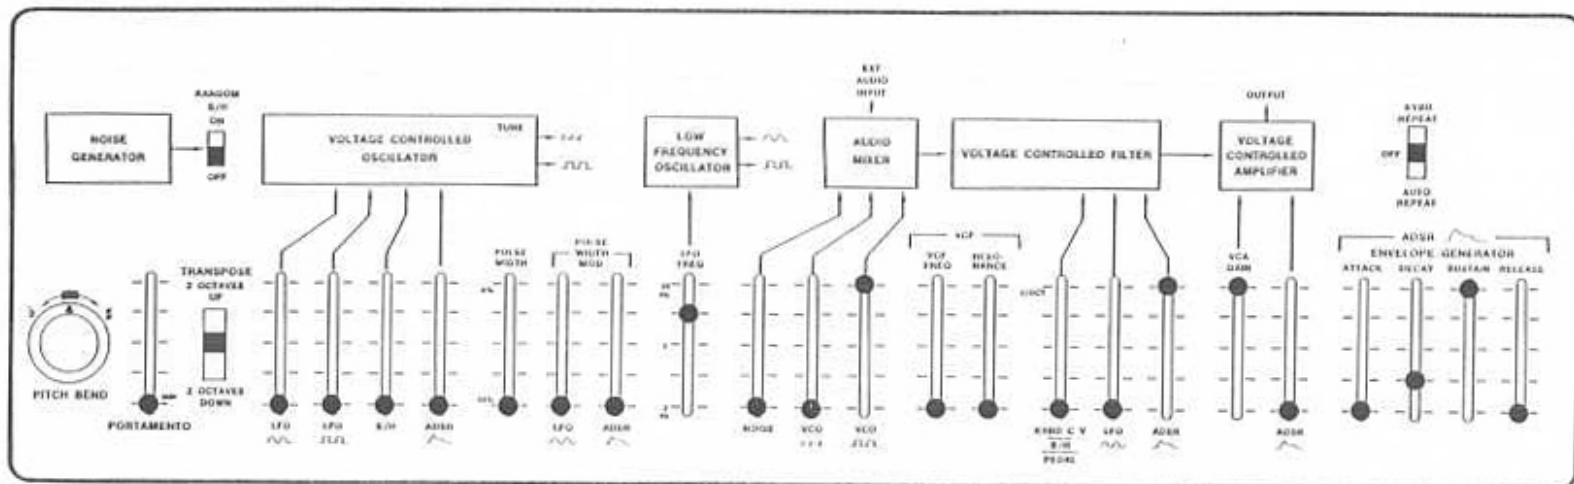 NOISE
GENERATOR
RANDOM
S/H
ON
OFF
VOLTAGE CONTROLLED
OSCILLATOR
TUNE
LOW
FREQUENCY
OSCILLATOR
EXT
AUDIO
INPUT
AUDIO
MIXER
VOLTAGE CONTROLLED FILTER
OUTPUT
VOLTAGE
CONTROLLED
AMPLIFIER
KYBD
REPEAT
OFF
AUTO
REPEAT
PITCH BEND
PORTAMENTO
TRANSPOSE
2 OCTAVES
UP
2 OCTAVES
DOWN
LFO
LFO
S/H
ADSR
PULSE
WIDTH
PULSE
WIDTH
MOD
LFO
ADSR
LFO
FREQ
NOISE
VCO
VCO
VCF
VCF
FREQ
RESO-
NANCE
KYBD C V
S/H
PEDAL
LFO
ADSR
VCA
GAIN
ADSR
ADSR
ENVELOPE GENERATOR
ATTACK
DECAY
SUSTAIN
RELEASE